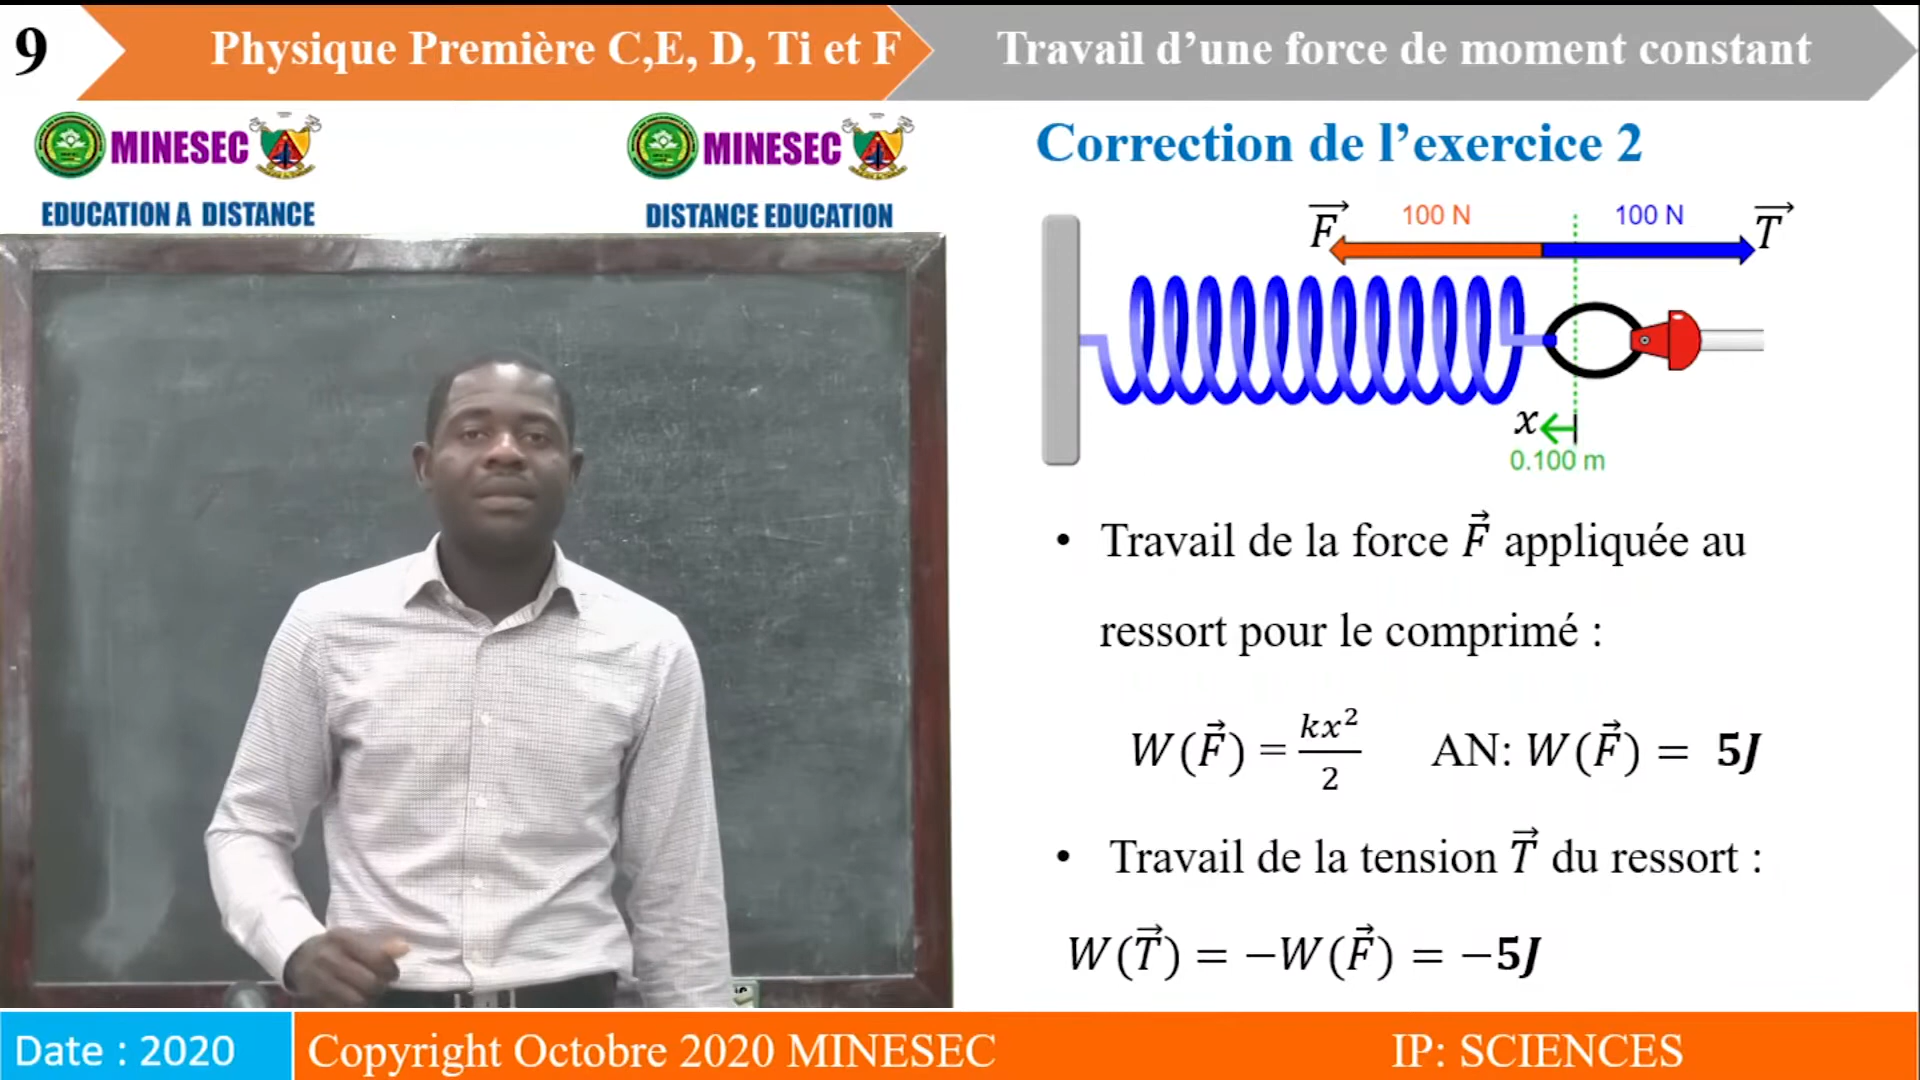 9
Physique Première C,E, D, Ti et F
Travail d’une force de moment constant
MINESEC
EDUCATION A DISTANCE
MINESEC
DISTANCE EDUCATION
Correction de l’exercice 2
F⃗ 100 N 100 N T⃗
x
0.100 m
• Travail de la force F⃗ appliquée au
ressort pour le comprimé :
W(F⃗) = kx²/2 AN: W(F⃗) = 5J
• Travail de la tension T⃗ du ressort :
W(T⃗) = −W(F⃗) = −5J
Date : 2020
Copyright Octobre 2020 MINESEC
IP: SCIENCES